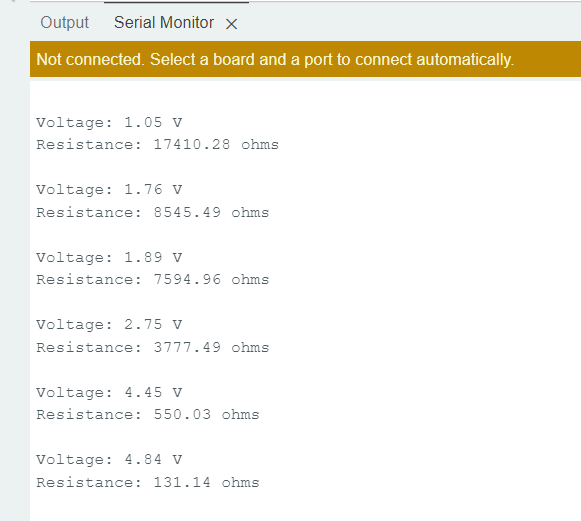 Output Serial Monitor
Not connected. Select a board and a port to connect automatically.
Voltage: 1.05 V
Resistance: 17410.28 ohms
Voltage: 1.76 V
Resistance: 8545.49 ohms
Voltage: 1.89 V
Resistance: 7594.96 ohms
Voltage: 2.75 V
Resistance: 3777.49 ohms
Voltage: 4.45 V
Resistance: 550.03 ohms
Voltage: 4.84 V
Resistance: 131.14 ohms